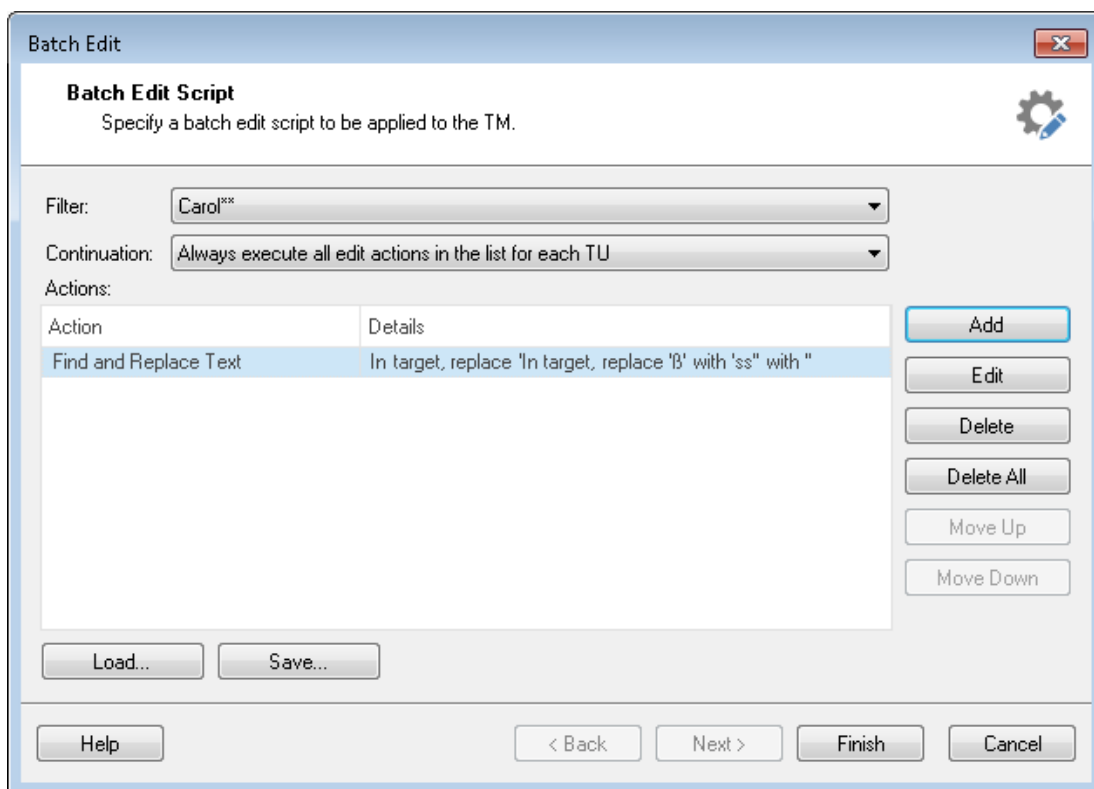 Batch Edit
Batch Edit Script
Specify a batch edit script to be applied to the TM.
Filter: Carol**
Continuation: Always execute all edit actions in the list for each TU
Actions:
Action Details
Find and Replace Text In target, replace 'In target, replace 'ß' with 'ss'' with ''
Add
Edit
Delete
Delete All
Move Up
Move Down
Load... Save...
Help < Back Next > Finish Cancel